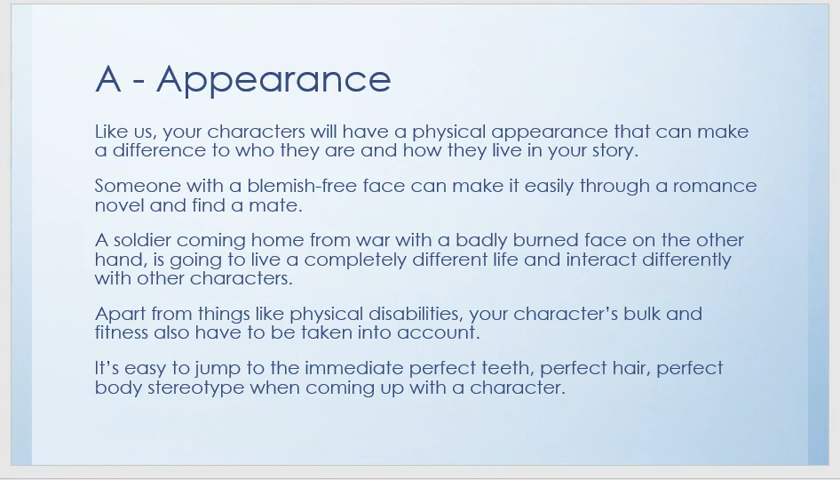 A - Appearance
Like us, your characters will have a physical appearance that can make
a difference to who they are and how they live in your story.
Someone with a blemish-free face can make it easily through a romance
novel and find a mate.
A soldier coming home from war with a badly burned face on the other
hand, is going to live a completely different life and interact differently
with other characters.
Apart from things like physical disabilities, your character’s bulk and
fitness also have to be taken into account.
It’s easy to jump to the immediate perfect teeth, perfect hair, perfect
body stereotype when coming up with a character.